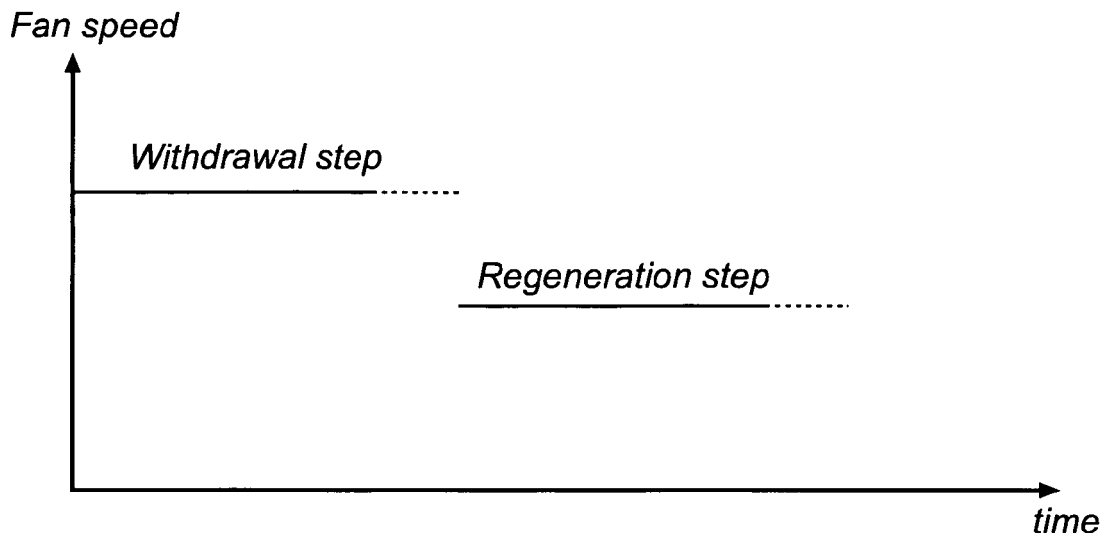 Fan speed
Withdrawal step
Regeneration step
time